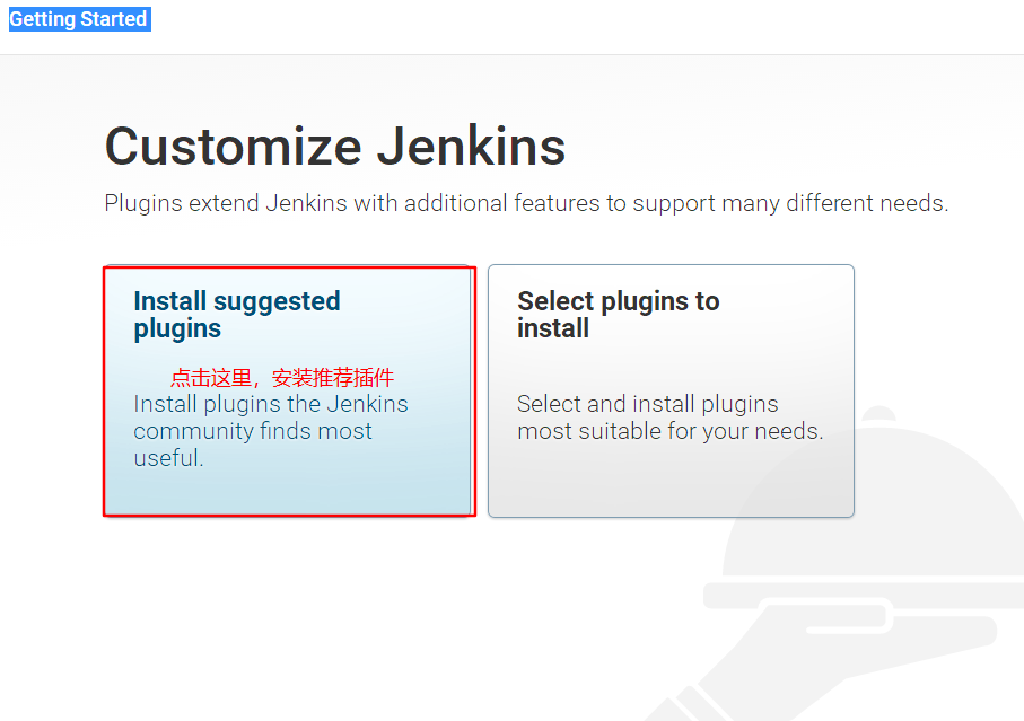 Getting Started
Customize Jenkins
Plugins extend Jenkins with additional features to support many different needs.
Install suggested
plugins
点击这里，安装推荐插件
Install plugins the Jenkins
community finds most
useful.
Select plugins to
install
Select and install plugins
most suitable for your needs.